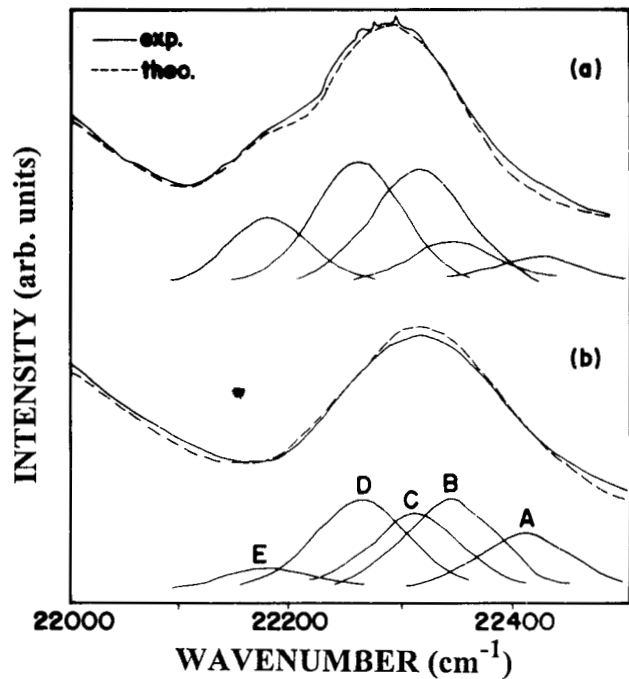 exp.
theo.
(a)
INTENSITY (arb. units)
(b)
D
C
B
A
E
22000
22200
22400
WAVENUMBER (cm⁻¹)